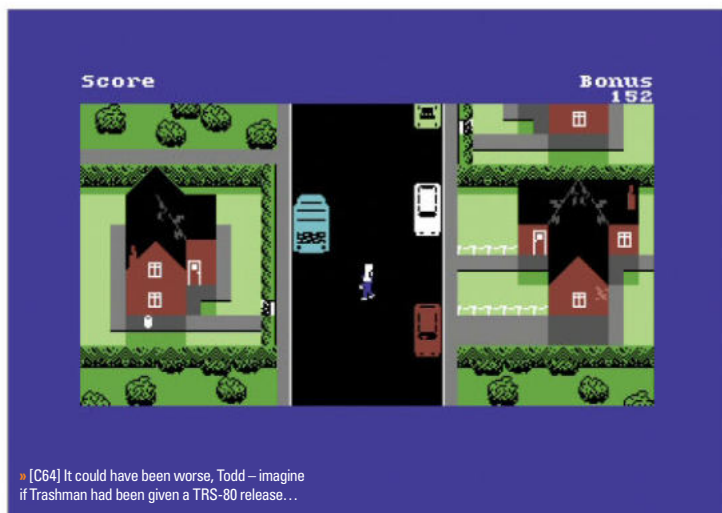 Score
Bonus
152
» [C64] It could have been worse, Todd – imagine
if Trashman had been given a TRS-80 release...